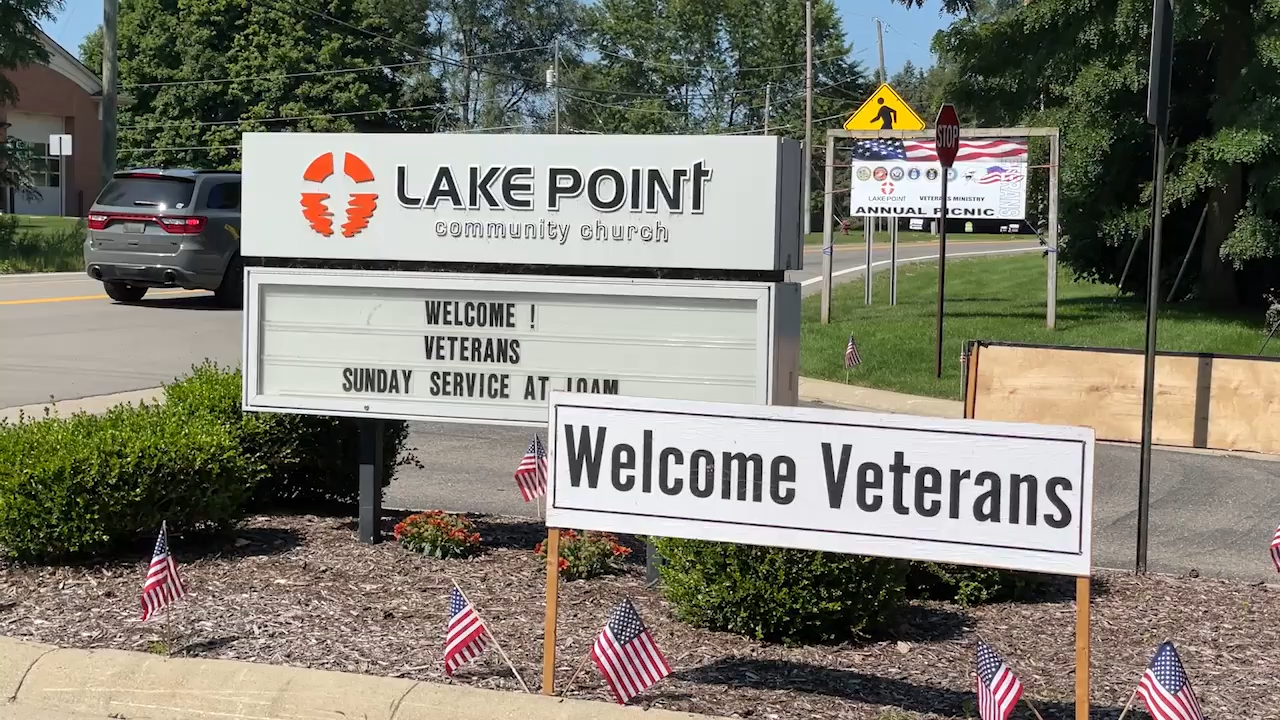 LAKE POINT
community church
WELCOME !
VETERANS
SUNDAY SERVICE AT 10AM
Welcome Veterans
STOP
LAKE POINT
VETERANS MINISTRY
ANNUAL PICNIC
VETERANS